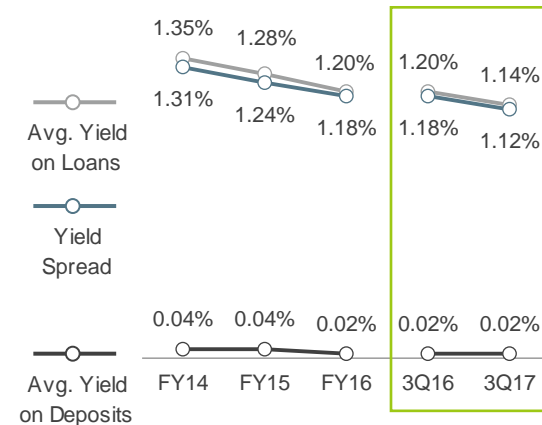 1.35%
1.28%
1.20%
1.20%
1.14%
1.31%
1.24%
1.18%
1.18%
1.12%
Avg. Yield
on Loans
Yield
Spread
0.04%
0.04%
0.02%
0.02%
0.02%
Avg. Yield
on Deposits
FY14
FY15
FY16
3Q16
3Q17